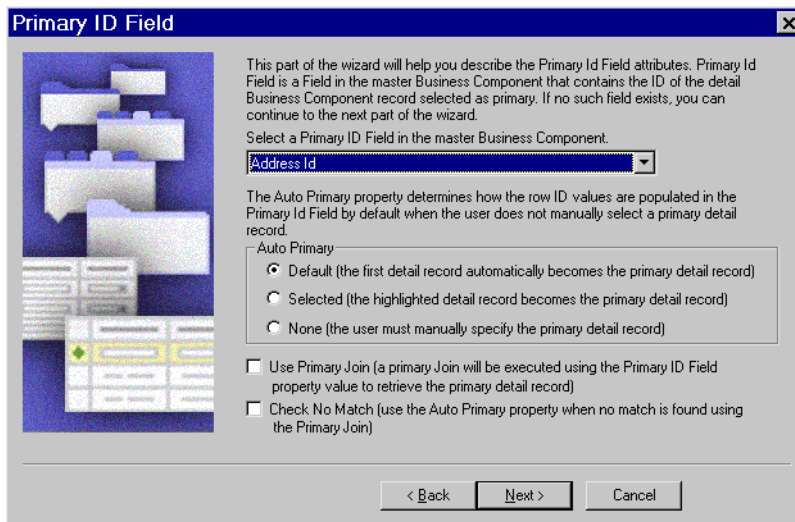 Primary ID Field
This part of the wizard will help you describe the Primary Id Field attributes. Primary Id
Field is a Field in the master Business Component that contains the ID of the detail
Business Component record selected as primary. If no such field exists, you can
continue to the next part of the wizard.
Select a Primary ID Field in the master Business Component.
Address Id
The Auto Primary property determines how the row ID values are populated in the
Primary Id Field by default when the user does not manually select a primary detail
record.
Auto Primary
Default (the first detail record automatically becomes the primary detail record)
Selected (the highlighted detail record becomes the primary detail record)
None (the user must manually specify the primary detail record)
Use Primary Join (a primary Join will be executed using the Primary ID Field
property value to retrieve the primary detail record)
Check No Match (use the Auto Primary property when no match is found using
the Primary Join)
< Back Next > Cancel